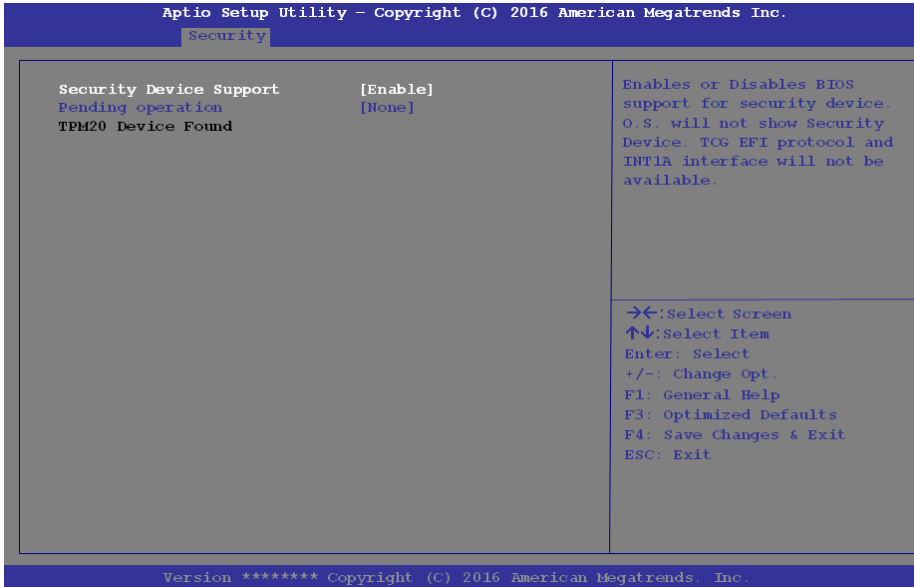 Aptio Setup Utility – Copyright (C) 2016 American Megatrends Inc.
Security
Security Device Support [Enable]
Pending operation [None]
TPM20 Device Found
Enables or Disables BIOS
support for security device.
O.S. will not show Security
Device. TCG EFI protocol and
INT1A interface will not be
available.
→←:Select Screen
↑↓:Select Item
Enter: Select
+/-: Change Opt.
F1: General Help
F3: Optimized Defaults
F4: Save Changes & Exit
ESC: Exit
Version ******** Copyright (C) 2016 American Megatrends. Inc.